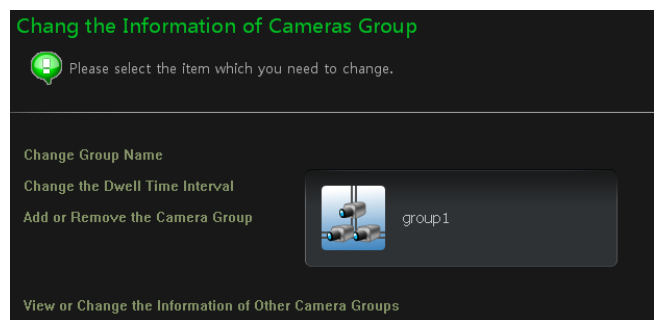 Chang the Information of Cameras Group
Please select the item which you need to change.
Change Group Name
Change the Dwell Time Interval
Add or Remove the Camera Group
group1
View or Change the Information of Other Camera Groups